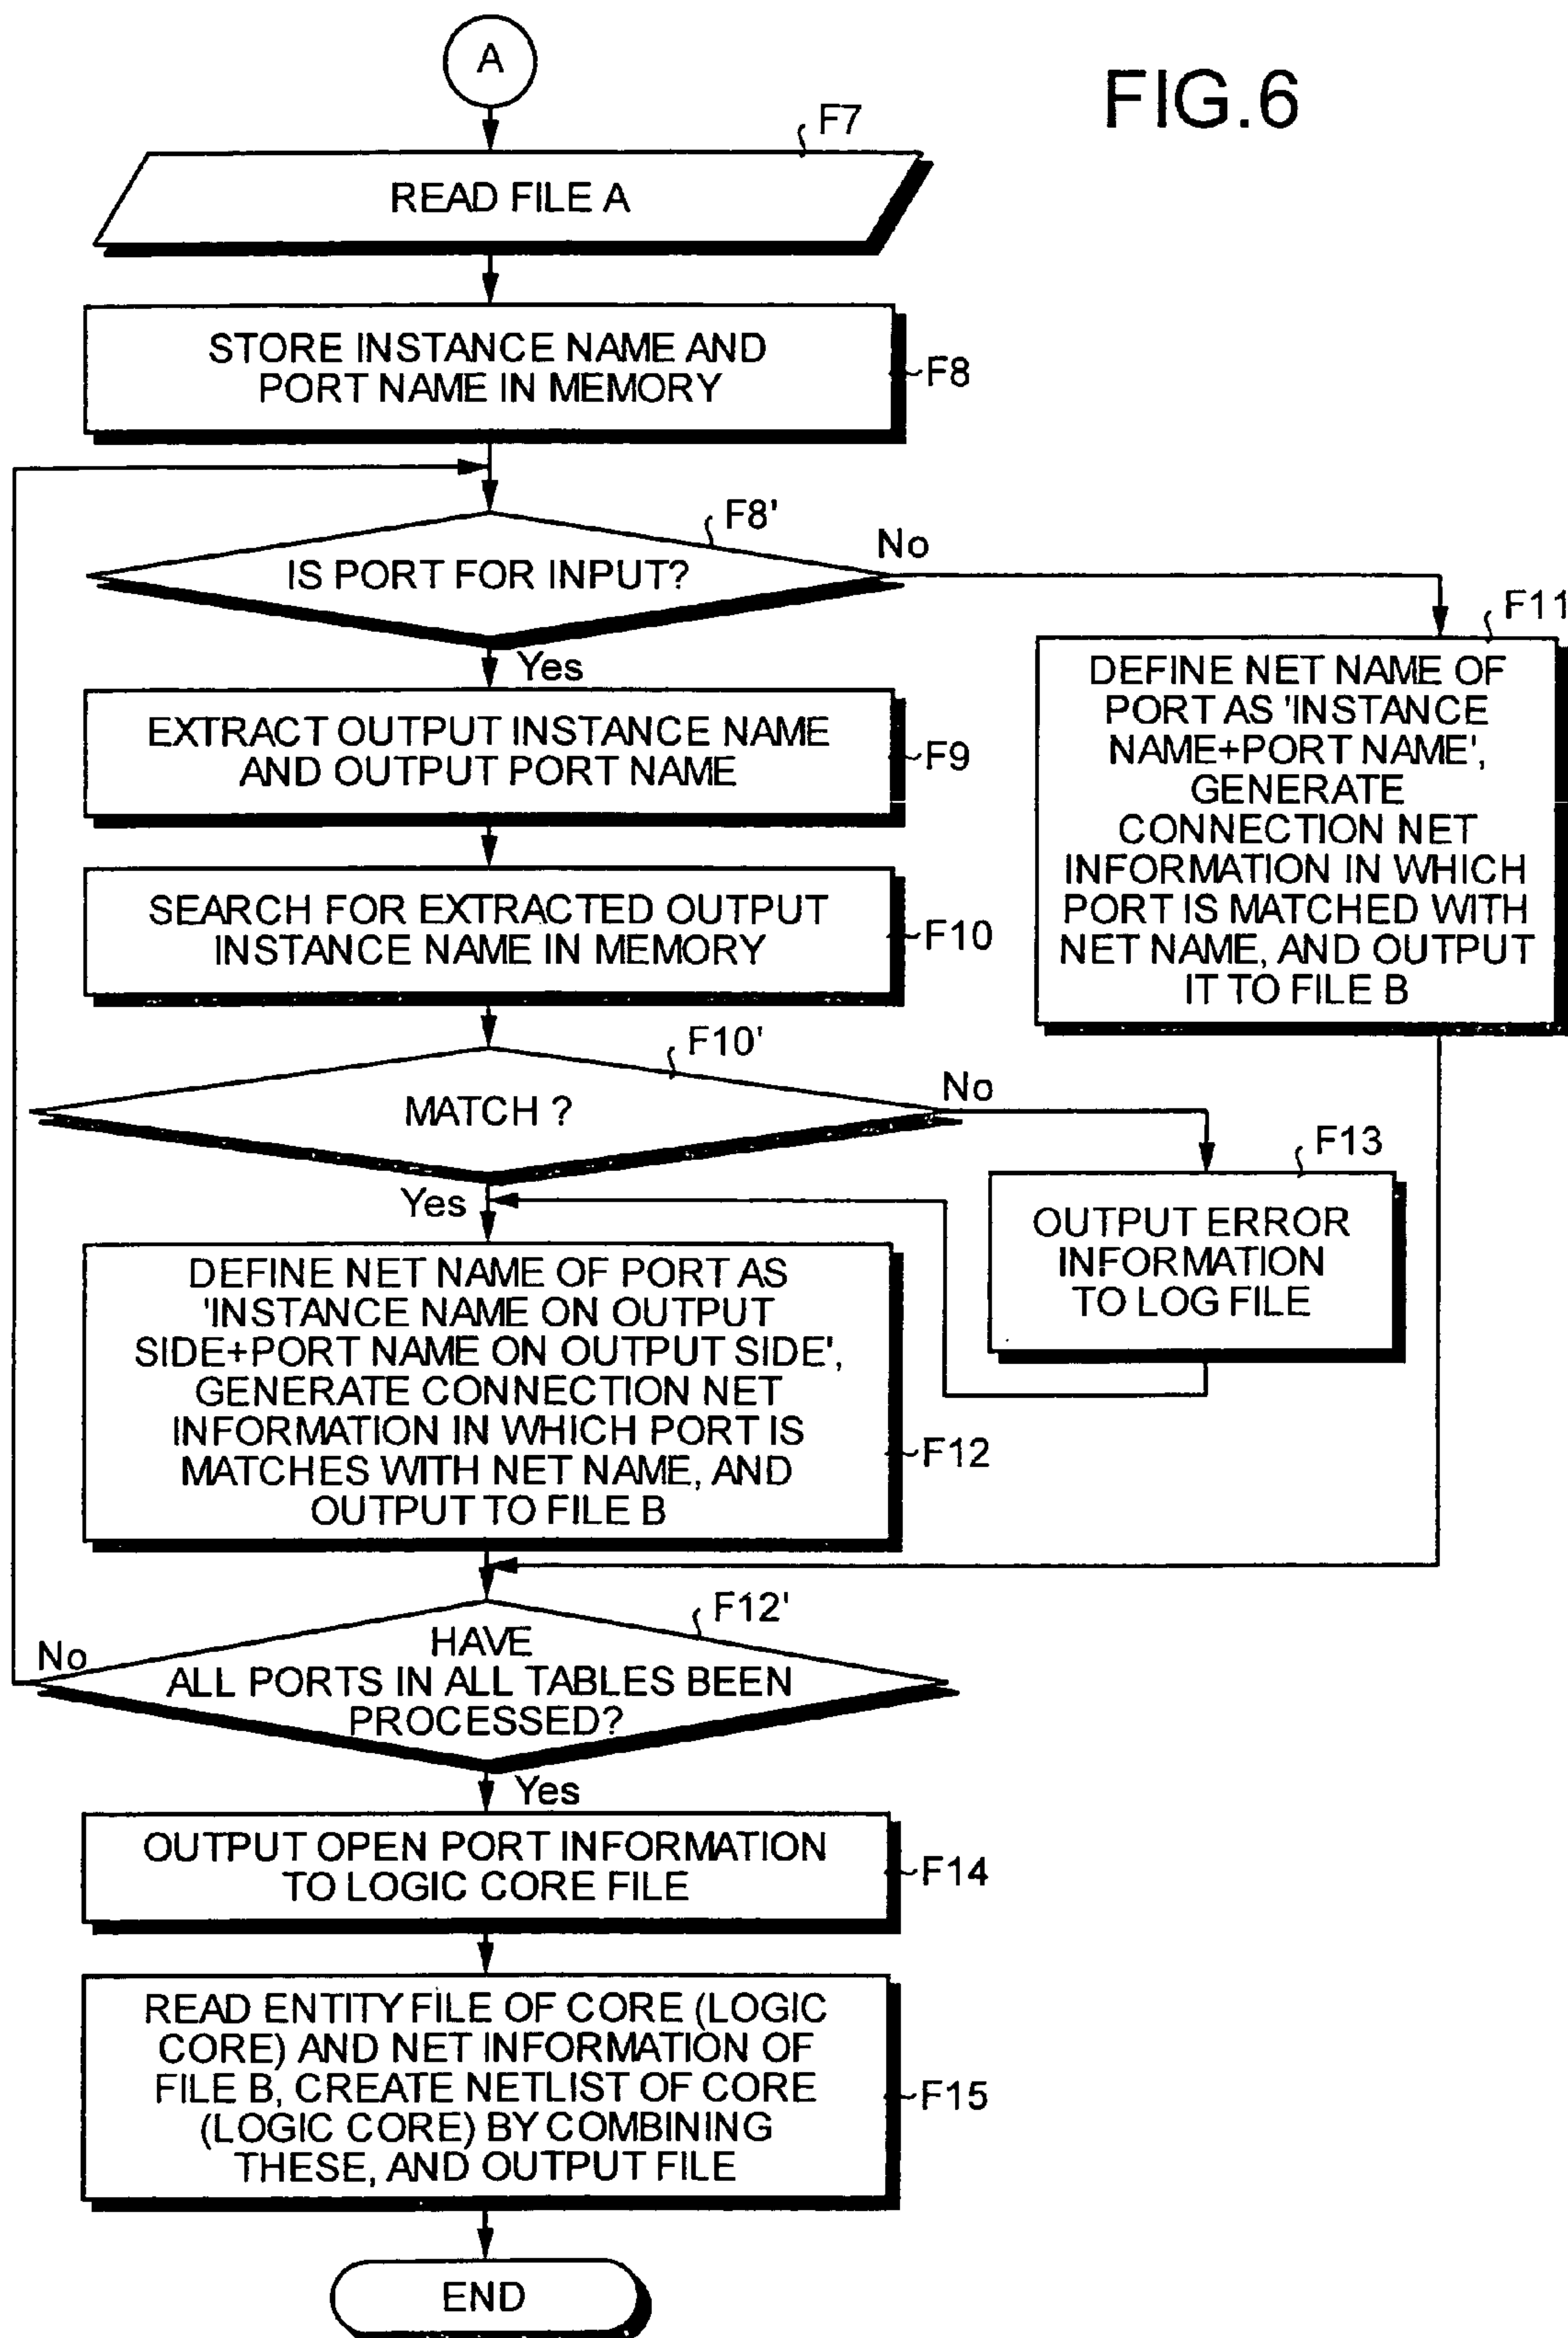 A
FIG.6
F7
READ FILE A
STORE INSTANCE NAME AND
PORT NAME IN MEMORY
F8
F8'
IS PORT FOR INPUT?
No
Yes
F11
DEFINE NET NAME OF
PORT AS 'INSTANCE
NAME+PORT NAME',
GENERATE
CONNECTION NET
INFORMATION IN WHICH
PORT IS MATCHED WITH
NET NAME, AND OUTPUT
IT TO FILE B
EXTRACT OUTPUT INSTANCE NAME
AND OUTPUT PORT NAME
F9
SEARCH FOR EXTRACTED OUTPUT
INSTANCE NAME IN MEMORY
F10
F10'
MATCH ?
No
Yes
F13
OUTPUT ERROR
INFORMATION
TO LOG FILE
DEFINE NET NAME OF PORT AS
'INSTANCE NAME ON OUTPUT
SIDE+PORT NAME ON OUTPUT SIDE',
GENERATE CONNECTION NET
INFORMATION IN WHICH PORT IS
MATCHES WITH NET NAME, AND
OUTPUT TO FILE B
F12
F12'
HAVE
ALL PORTS IN ALL TABLES BEEN
PROCESSED?
No
Yes
OUTPUT OPEN PORT INFORMATION
TO LOGIC CORE FILE
F14
READ ENTITY FILE OF CORE (LOGIC
CORE) AND NET INFORMATION OF
FILE B, CREATE NETLIST OF CORE
(LOGIC CORE) BY COMBINING
THESE, AND OUTPUT FILE
F15
END